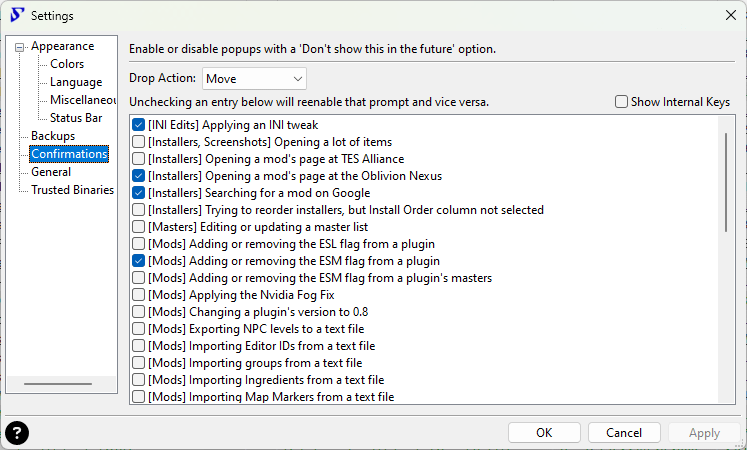 Settings
Appearance
Colors
Language
Miscellaneou
Status Bar
Backups
Confirmations
General
Trusted Binaries
Enable or disable popups with a 'Don't show this in the future' option.
Drop Action: Move
Unchecking an entry below will reenable that prompt and vice versa. Show Internal Keys
[INI Edits] Applying an INI tweak
[Installers, Screenshots] Opening a lot of items
[Installers] Opening a mod's page at TES Alliance
[Installers] Opening a mod's page at the Oblivion Nexus
[Installers] Searching for a mod on Google
[Installers] Trying to reorder installers, but Install Order column not selected
[Masters] Editing or updating a master list
[Mods] Adding or removing the ESL flag from a plugin
[Mods] Adding or removing the ESM flag from a plugin
[Mods] Adding or removing the ESM flag from a plugin's masters
[Mods] Applying the Nvidia Fog Fix
[Mods] Changing a plugin's version to 0.8
[Mods] Exporting NPC levels to a text file
[Mods] Importing Editor IDs from a text file
[Mods] Importing groups from a text file
[Mods] Importing Ingredients from a text file
[Mods] Importing Map Markers from a text file
? OK Cancel Apply